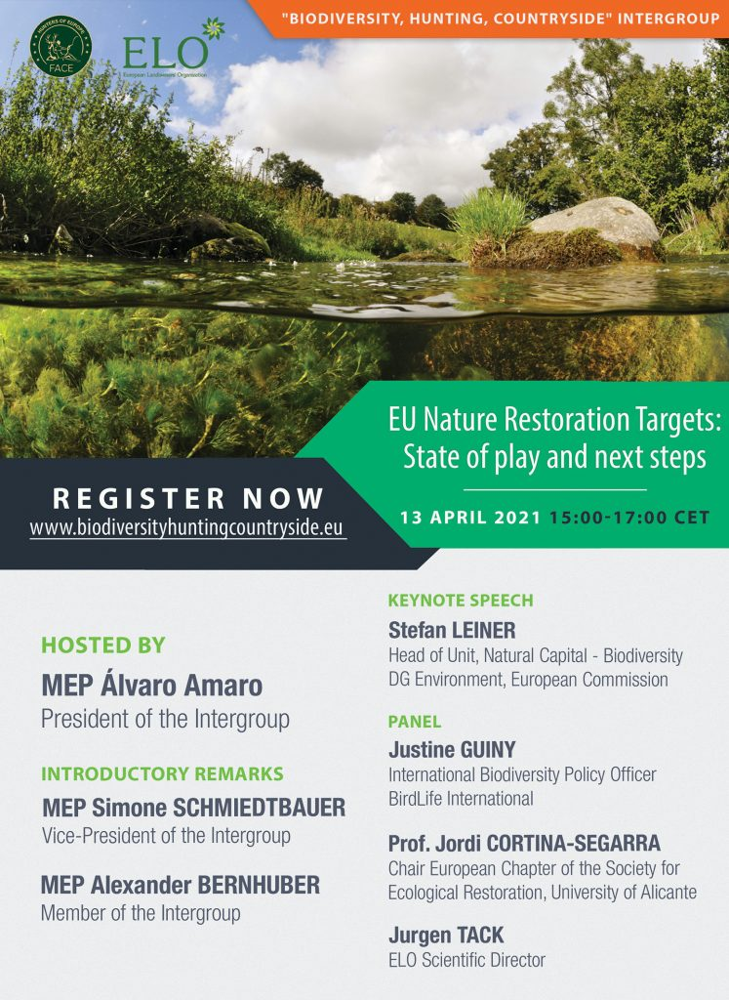 "BIODIVERSITY, HUNTING, COUNTRYSIDE" INTERGROUP
HUNTERS OF EUROPE
FACE
ELO
European Landowners' Organization
EU Nature Restoration Targets:
State of play and next steps
13 APRIL 2021 15:00-17:00 CET
REGISTER NOW
www.biodiversityhuntingcountryside.eu
HOSTED BY
MEP Álvaro Amaro
President of the Intergroup
INTRODUCTORY REMARKS
MEP Simone SCHMIEDTBAUER
Vice-President of the Intergroup
MEP Alexander BERNHUBER
Member of the Intergroup
KEYNOTE SPEECH
Stefan LEINER
Head of Unit, Natural Capital - Biodiversity
DG Environment, European Commission
PANEL
Justine GUINY
International Biodiversity Policy Officer
BirdLife International
Prof. Jordi CORTINA-SEGARRA
Chair European Chapter of the Society for
Ecological Restoration, University of Alicante
Jurgen TACK
ELO Scientific Director